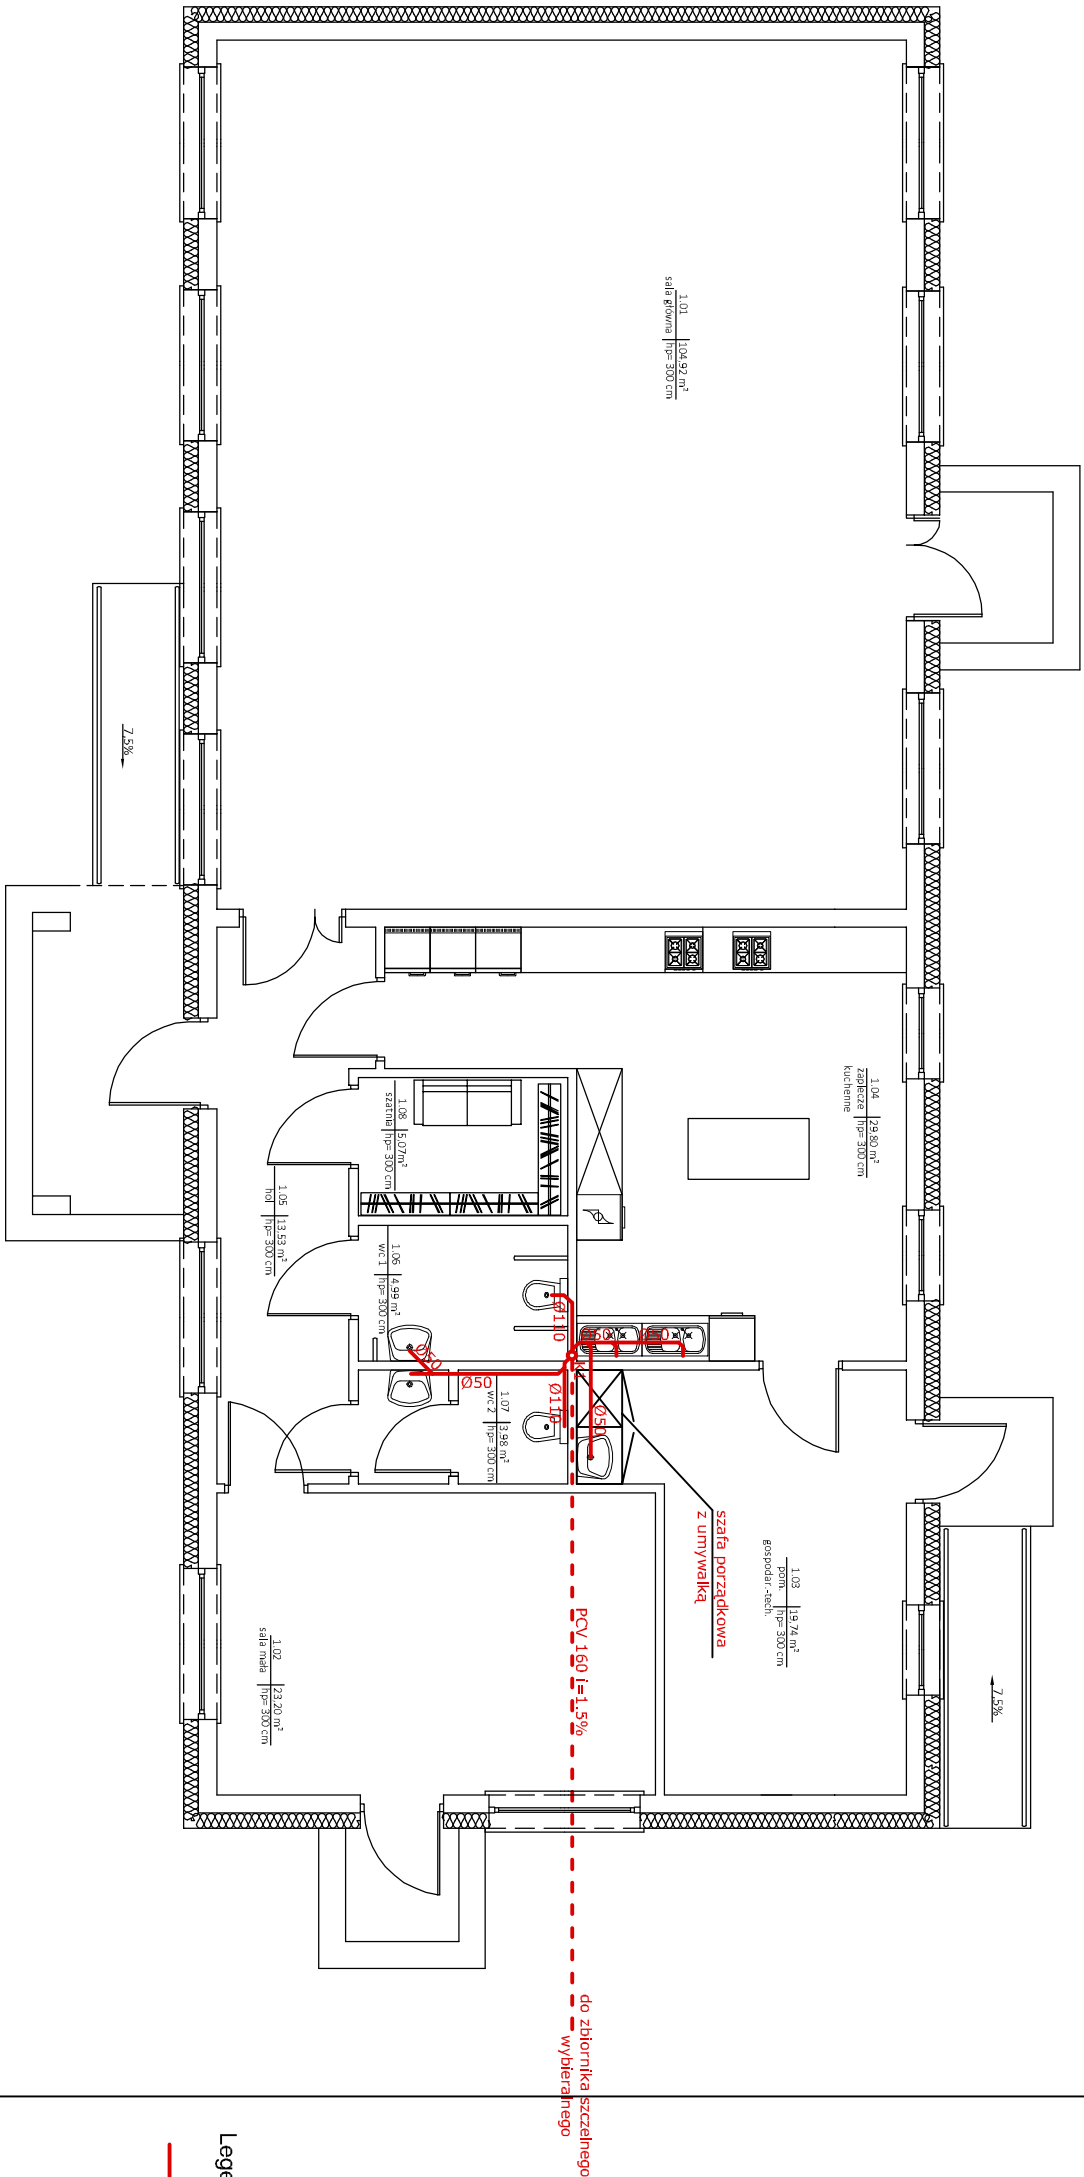 1.01 104.92 m²
sala główna hp= 300 cm
7.5%
1.04 29.80 m²
zaplecze hp= 300 cm
kuchenne
1.08 5.07m²
szatnia hp= 300 cm
1.05 13.53 m²
hol hp= 300 cm
1.06 4.99 m²
wc 1 hp= 300 cm
Ø110
Ø50
Ø50
K1
Ø50
Ø50
Ø110
Ø50
1.07 3.98 m²
wc 2 hp= 300 cm
szafa porządkowa
z umywalką
1.03 19.74 m²
pom. hp= 300 cm
gospodar.-tech.
1.02 23.20 m²
sala mała hp= 300 cm
PCV 160 i=1.5%
7.5%
do zbiornika szczelnego
wybieralnego
Lege